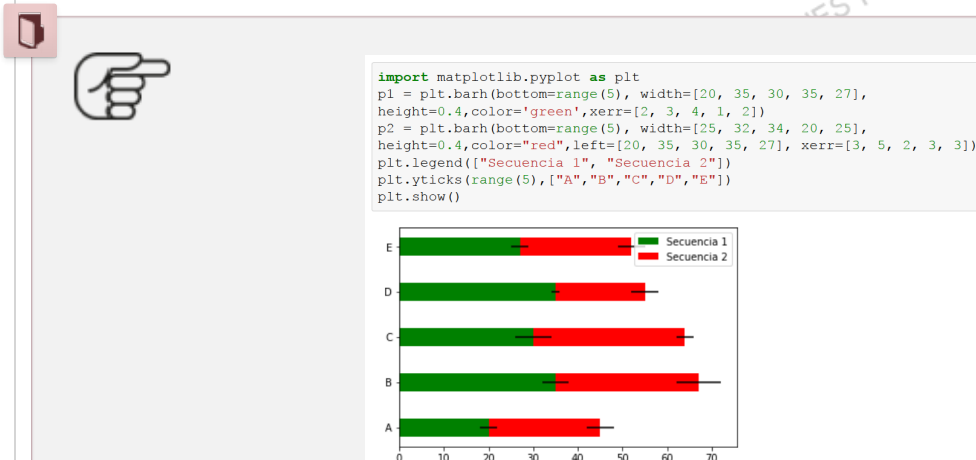 import matplotlib.pyplot as plt
p1 = plt.barh(bottom=range(5), width=[20, 35, 30, 35, 27],
height=0.4,color='green',xerr=[2, 3, 4, 1, 2])
p2 = plt.barh(bottom=range(5), width=[25, 32, 34, 20, 25],
height=0.4,color="red",left=[20, 35, 30, 35, 27], xerr=[3, 5, 2, 3, 3])
plt.legend(["Secuencia 1", "Secuencia 2"])
plt.yticks(range(5),["A","B","C","D","E"])
plt.show()
Secuencia 1
Secuencia 2
E
D
C
B
A
0 10 20 30 40 50 60 70